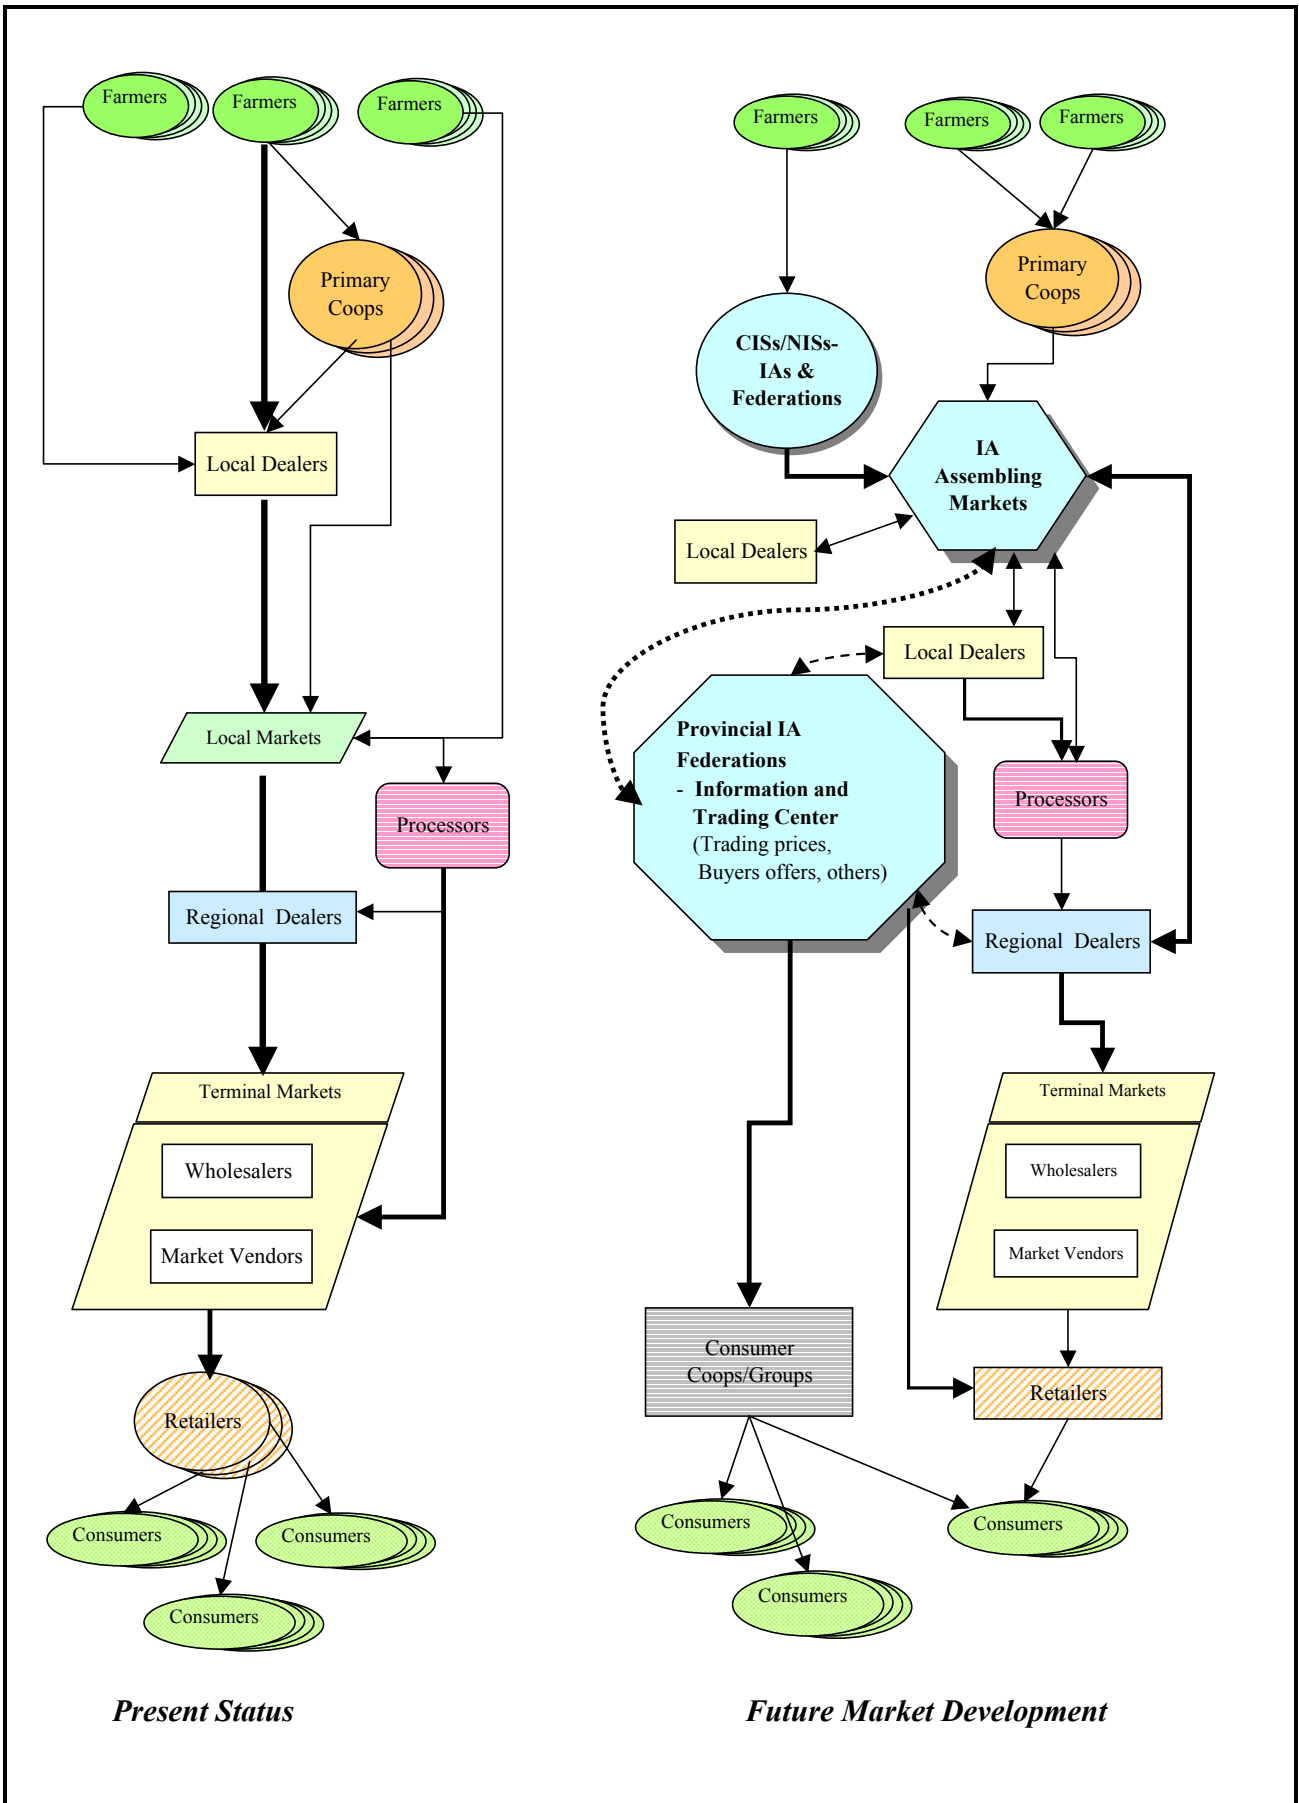 Farmers
Farmers
Farmers
Primary
Coops
Local Dealers
Local Markets
Processors
Regional Dealers
Terminal Markets
Wholesalers
Market Vendors
Retailers
Consumers
Consumers
Consumers
Present Status
Farmers
Farmers
Farmers
Primary
Coops
CISs/NISs-
IAs &
Federations
IA
Assembling
Markets
Local Dealers
Local Dealers
Provincial IA
Federations
- Information and
Trading Center
(Trading prices,
Buyers offers, others)
Processors
Regional Dealers
Terminal Markets
Wholesalers
Market Vendors
Consumer
Coops/Groups
Retailers
Consumers
Consumers
Consumers
Future Market Development